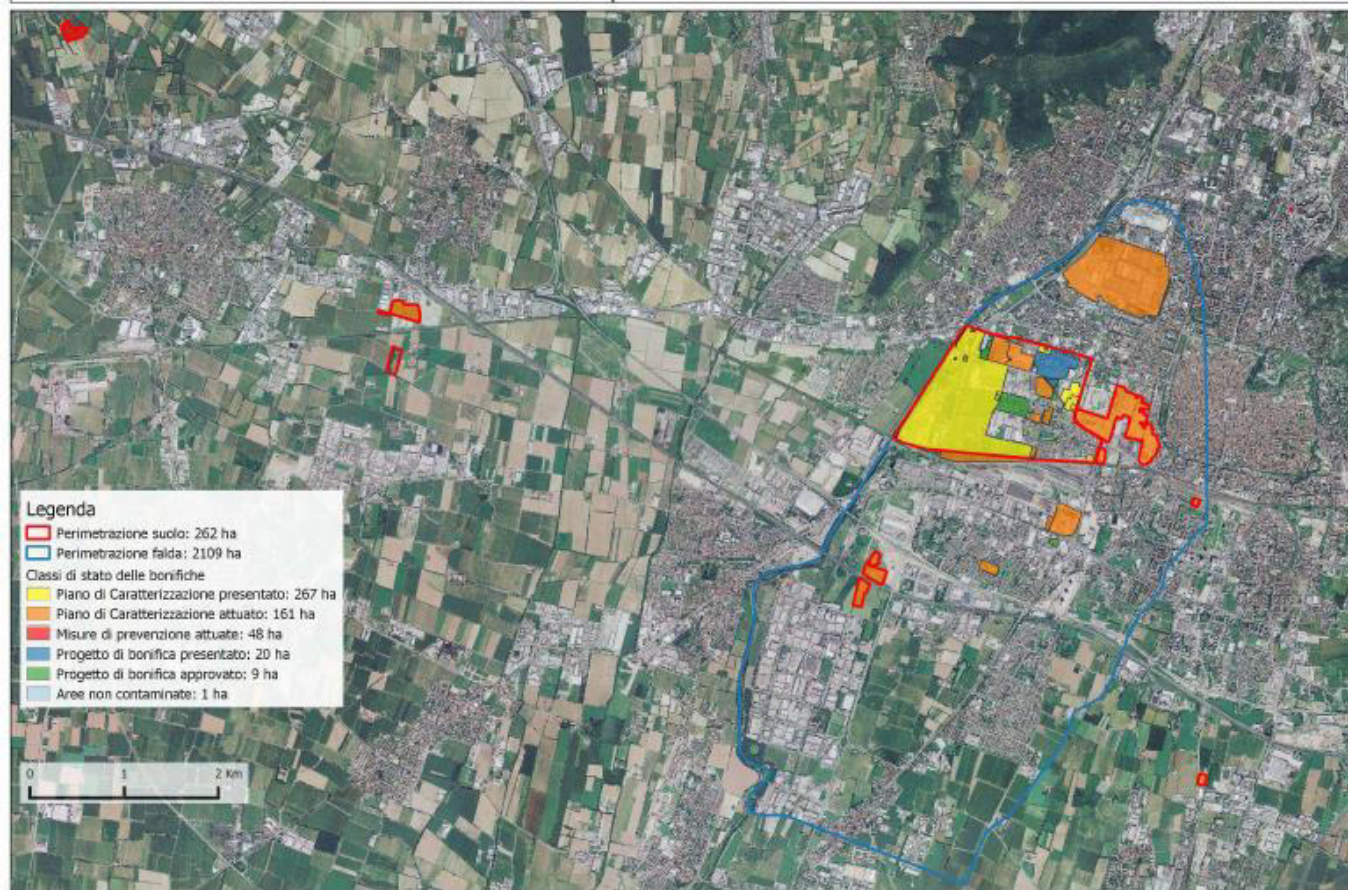 Legenda
Perimetrazione suolo: 262 ha
Perimetrazione falda: 2109 ha
Classi di stato delle bonifiche
Piano di Caratterizzazione presentato: 267 ha
Piano di Caratterizzazione attuato: 161 ha
Misure di prevenzione attuate: 48 ha
Progetto di bonifica presentato: 20 ha
Progetto di bonifica approvato: 9 ha
Aree non contaminate: 1 ha
0 1 2 Km